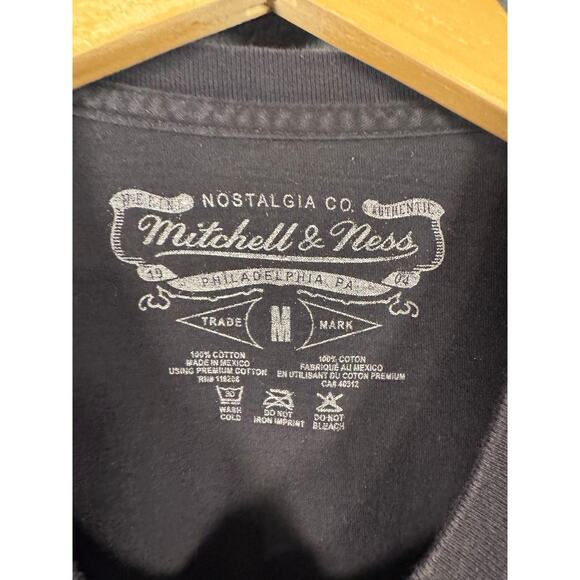 NOSTALGIA CO.
AUTHENTIC
Mitchell & Ness
19 PHILADELPHIA, PA 04
TRADE M MARK
100% COTTON
MADE IN MEXICO
USING PREMIUM COTTON
RN# 119286
100% COTON
FABRIQUÉ AU MEXICO
EN UTILISANT DU COTON PREMIUM
CA# 40312
30
WASH
COLD
DO NOT
IRON IMPRINT
DO NOT
BLEACH